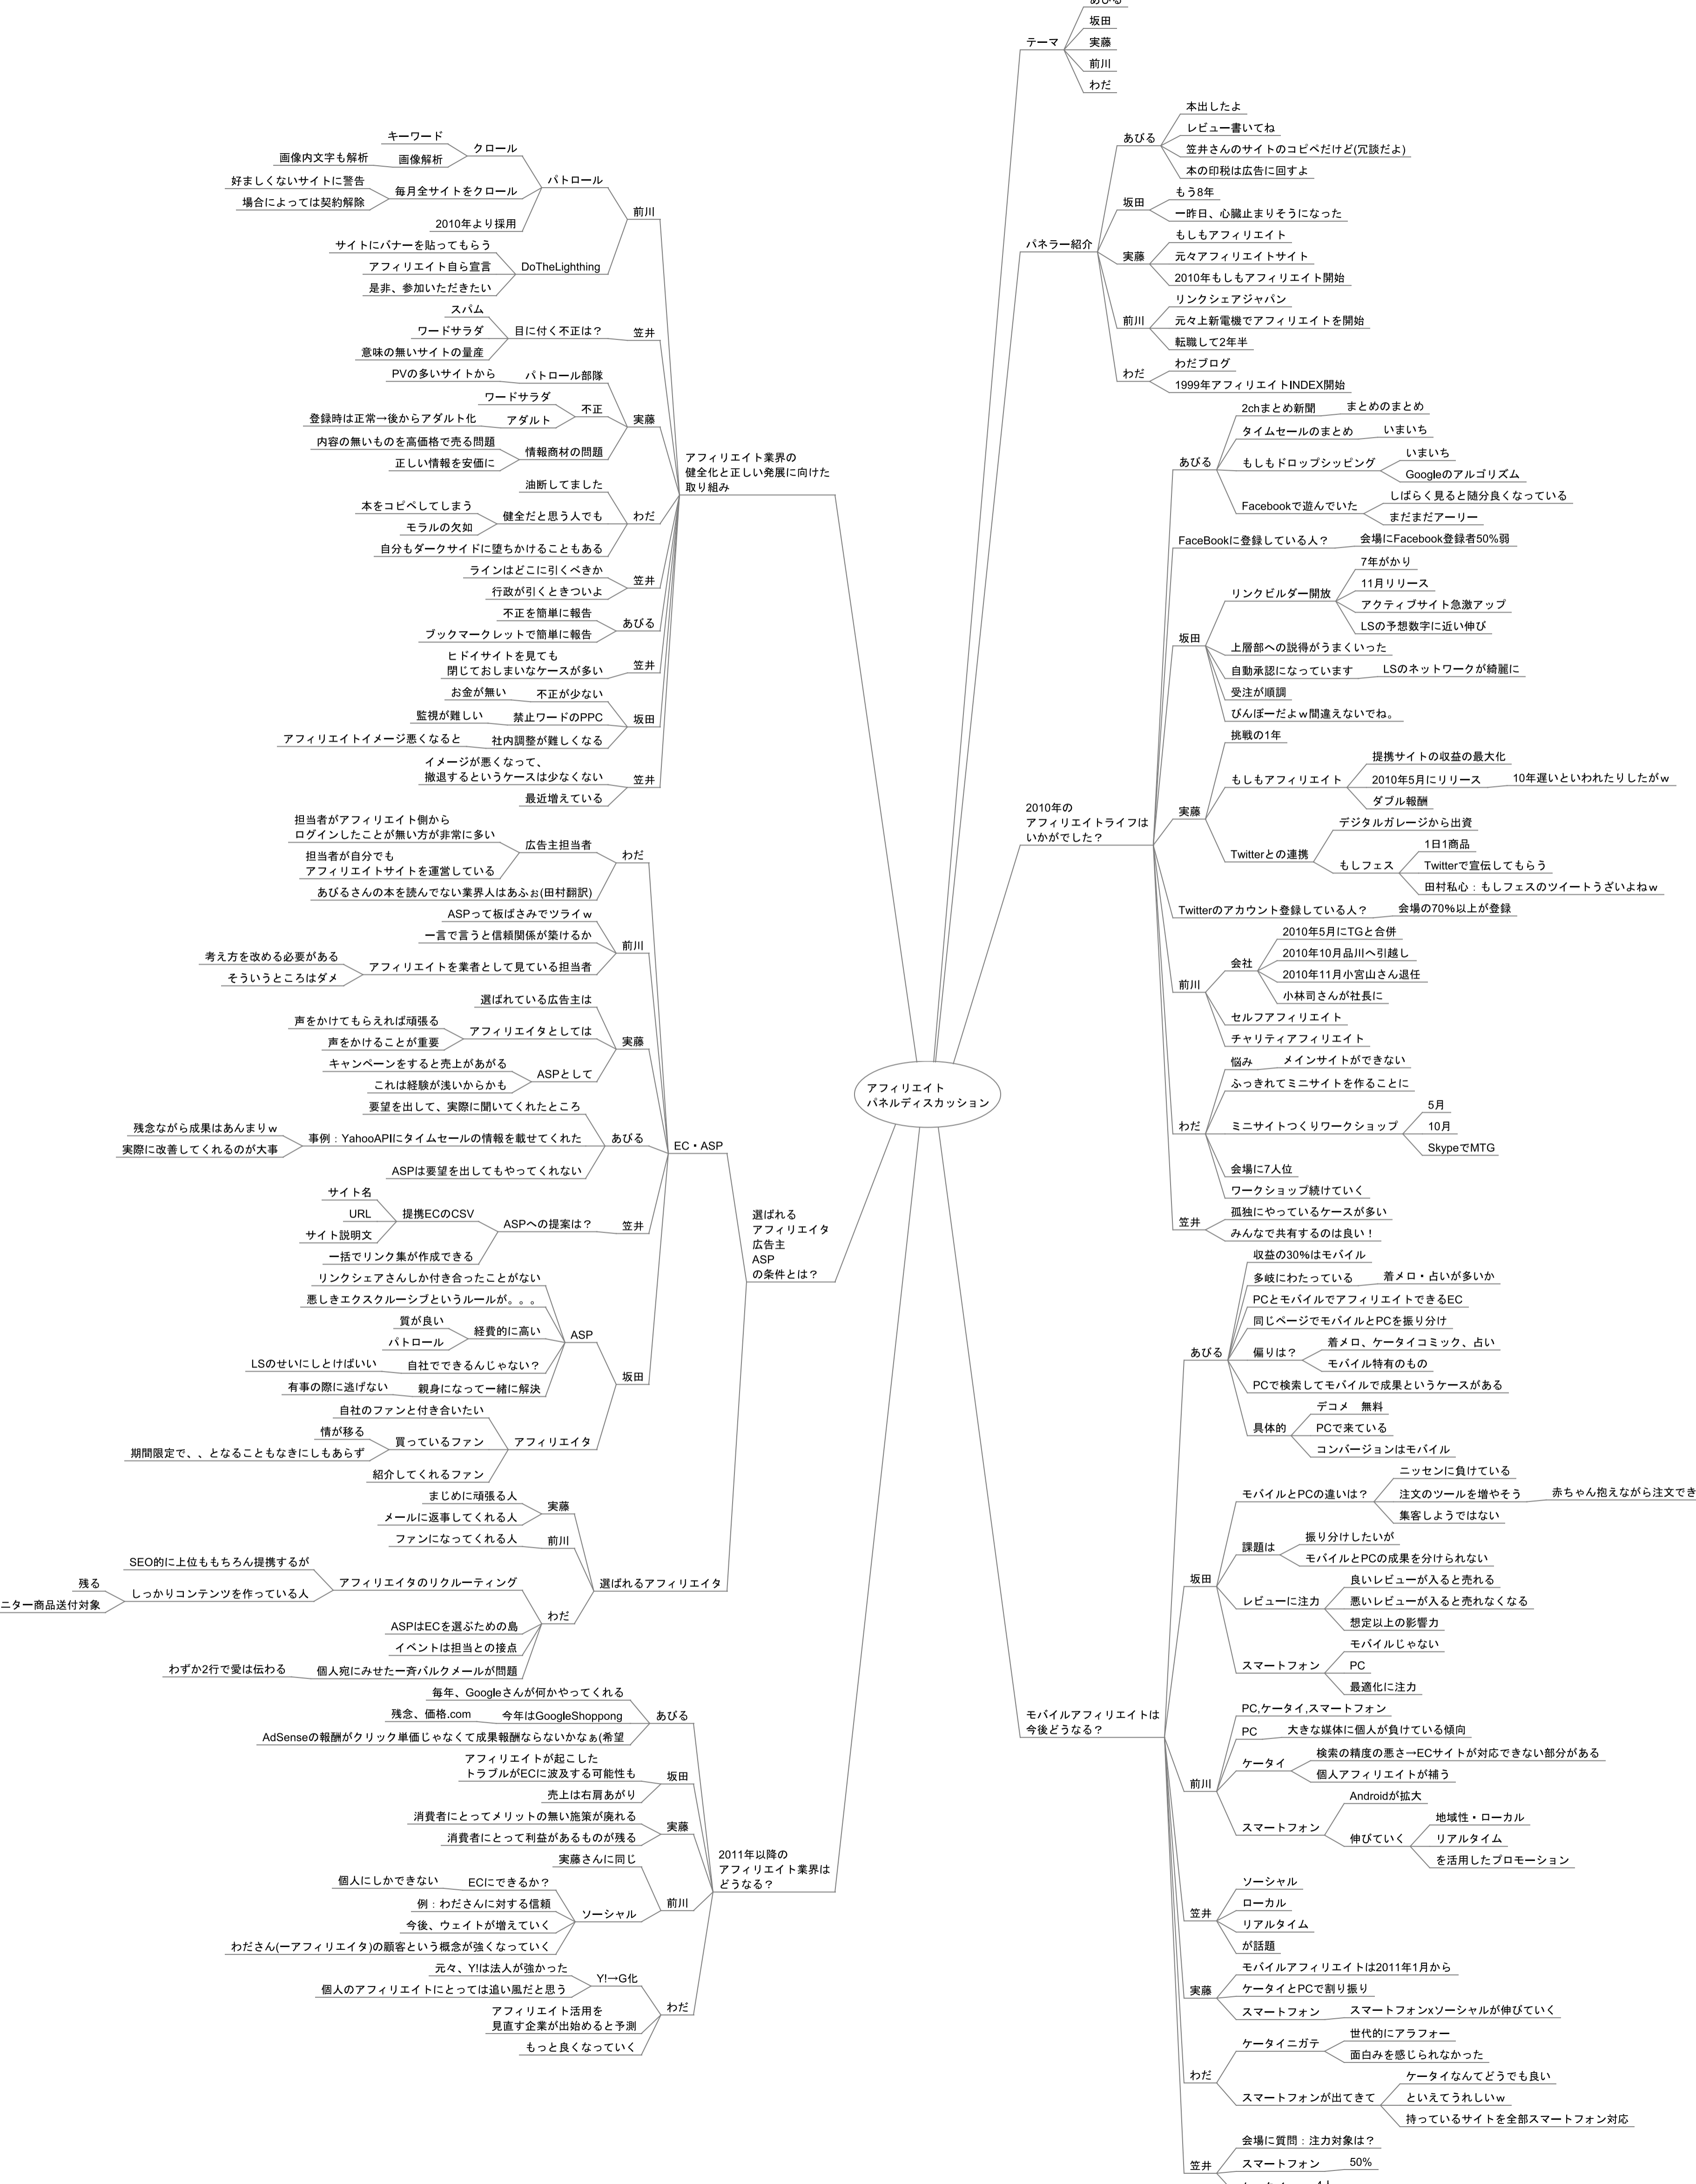 アフィリエイト
パネルディスカッション
テーマ
あびる
坂田
実藤
前川
わだ
パネラー紹介
あびる
本出したよ
レビュー書いてね
笠井さんのサイトのコピペだけど(冗談だよ)
本の印税は広告に回すよ
坂田
もう8年
一昨日、心臓止まりそうになった
実藤
もしもアフィリエイト
元々アフィリエイトサイト
2010年もしもアフィリエイト開始
前川
リンクシェアジャパン
元々上新電機でアフィリエイトを開始
転職して2年半
わだ
わだブログ
1999年アフィリエイトINDEX開始
2010年の
アフィリエイトライフは
いかがでした？
あびる
2chまとめ新聞
まとめのまとめ
タイムセールのまとめ
いまいち
もしもドロップシッピング
いまいち
Googleのアルゴリズム
Facebookで遊んでいた
しばらく見ると随分良くなっている
まだまだアーリー
FaceBookに登録している人？
会場にFacebook登録者50%弱
坂田
リンクビルダー開放
7年がかり
11月リリース
アクティブサイト急激アップ
LSの予想数字に近い伸び
上層部への説得がうまくいった
自動承認になっています
LSのネットワークが綺麗に
受注が順調
びんぼーだよｗ間違えないでね。
実藤
挑戦の1年
もしもアフィリエイト
提携サイトの収益の最大化
2010年5月にリリース
10年遅いといわれたりしたがｗ
ダブル報酬
Twitterとの連携
デジタルガレージから出資
もしフェス
1日1商品
Twitterで宣伝してもらう
田村私心：もしフェスのツイートうざいよねｗ
Twitterのアカウント登録している人？
会場の70%以上が登録
前川
会社
2010年5月にTGと合併
2010年10月品川へ引越し
2010年11月小宮山さん退任
小林司さんが社長に
セルフアフィリエイト
チャリティアフィリエイト
わだ
悩み
メインサイトができない
ふっきれてミニサイトを作ることに
ミニサイトつくりワークショップ
5月
10月
SkypeでMTG
会場に7人位
ワークショップ続けていく
笠井
孤独にやっているケースが多い
みんなで共有するのは良い！
モバイルアフィリエイトは
今後どうなる？
あびる
収益の30%はモバイル
多岐にわたっている
着メロ・占いが多いか
PCとモバイルでアフィリエイトできるEC
同じページでモバイルとPCを振り分け
偏りは？
着メロ、ケータイコミック、占い
モバイル特有のもの
PCで検索してモバイルで成果というケースがある
具体的
デコメ　無料
PCで来ている
コンバージョンはモバイル
坂田
モバイルとPCの違いは？
ニッセンに負けている
注文のツールを増やそう
赤ちゃん抱えながら注文でき
集客しようではない
課題は
振り分けしたいが
モバイルとPCの成果を分けられない
レビューに注力
良いレビューが入ると売れる
悪いレビューが入ると売れなくなる
想定以上の影響力
スマートフォン
モバイルじゃない
PC
最適化に注力
前川
PC,ケータイ,スマートフォン
PC
大きな媒体に個人が負けている傾向
ケータイ
検索の精度の悪さ→ECサイトが対応できない部分がある
個人アフィリエイトが補う
スマートフォン
Androidが拡大
伸びていく
地域性・ローカル
リアルタイム
を活用したプロモーション
笠井
ソーシャル
ローカル
リアルタイム
が話題
実藤
モバイルアフィリエイトは2011年1月から
ケータイとPCで割り振り
スマートフォン
スマートフォンxソーシャルが伸びていく
わだ
ケータイニガテ
世代的にアラフォー
面白みを感じられなかった
スマートフォンが出てきて
ケータイなんてどうでも良い
といえてうれしいｗ
持っているサイトを全部スマートフォン対応
笠井
会場に質問：注力対象は？
スマートフォン
50%
アフィリエイト業界の
健全化と正しい発展に向けた
取り組み
前川
パトロール
クロール
キーワード
画像解析
画像内文字も解析
毎月全サイトをクロール
好ましくないサイトに警告
場合によっては契約解除
2010年より採用
DoTheLighthing
サイトにバナーを貼ってもらう
アフィリエイト自ら宣言
是非、参加いただきたい
笠井
目に付く不正は？
スパム
ワードサラダ
意味の無いサイトの量産
実藤
パトロール部隊
PVの多いサイトから
不正
ワードサラダ
アダルト
登録時は正常→後からアダルト化
情報商材の問題
内容の無いものを高価格で売る問題
正しい情報を安価に
わだ
油断してました
健全だと思う人でも
本をコピペしてしまう
モラルの欠如
自分もダークサイドに堕ちかけることもある
笠井
ラインはどこに引くべきか
行政が引くときついよ
あびる
不正を簡単に報告
ブックマークレットで簡単に報告
笠井
ヒドイサイトを見ても
閉じておしまいなケースが多い
坂田
不正が少ない
お金が無い
禁止ワードのPPC
監視が難しい
社内調整が難しくなる
アフィリエイトイメージ悪くなると
笠井
イメージが悪くなって、
撤退するというケースは少なくない
最近増えている
選ばれる
アフィリエイタ
広告主
ASP
の条件とは？
EC・ASP
わだ
広告主担当者
担当者がアフィリエイト側から
ログインしたことが無い方が非常に多い
担当者が自分でも
アフィリエイトサイトを運営している
あびるさんの本を読んでない業界人はあふぉ(田村翻訳)
前川
ASPって板ばさみでツライｗ
一言で言うと信頼関係が築けるか
アフィリエイトを業者として見ている担当者
考え方を改める必要がある
そういうところはダメ
実藤
選ばれている広告主は
アフィリエイタとしては
声をかけてもらえれば頑張る
声をかけることが重要
ASPとして
キャンペーンをすると売上があがる
これは経験が浅いからかも
あびる
要望を出して、実際に聞いてくれたところ
事例：YahooAPIにタイムセールの情報を載せてくれた
残念ながら成果はあんまりｗ
実際に改善してくれるのが大事
ASPは要望を出してもやってくれない
笠井
ASPへの提案は？
提携ECのCSV
サイト名
URL
サイト説明文
一括でリンク集が作成できる
坂田
ASP
リンクシェアさんしか付き合ったことがない
悪しきエクスクルーシブというルールが。。。
経費的に高い
質が良い
パトロール
自社でできるんじゃない？
LSのせいにしとけばいい
親身になって一緒に解決
有事の際に逃げない
アフィリエイタ
自社のファンと付き合いたい
買っているファン
情が移る
期間限定で、、となることもなきにしもあらず
紹介してくれるファン
選ばれるアフィリエイタ
実藤
まじめに頑張る人
メールに返事してくれる人
前川
ファンになってくれる人
わだ
アフィリエイタのリクルーティング
SEO的に上位ももちろん提携するが
しっかりコンテンツを作っている人
残る
ニター商品送付対象
ASPはECを選ぶための島
イベントは担当との接点
個人宛にみせた一斉バルクメールが問題
わずか2行で愛は伝わる
2011年以降の
アフィリエイト業界は
どうなる？
あびる
毎年、Googleさんが何かやってくれる
今年はGoogleShoppong
残念、価格.com
AdSenseの報酬がクリック単価じゃなくて成果報酬ならないかなぁ(希望
坂田
アフィリエイトが起こした
トラブルがECに波及する可能性も
売上は右肩あがり
実藤
消費者にとってメリットの無い施策が廃れる
消費者にとって利益があるものが残る
前川
実藤さんに同じ
ソーシャル
ECにできるか？
個人にしかできない
例：わださんに対する信頼
今後、ウェイトが増えていく
わださん(一アフィリエイタ)の顧客という概念が強くなっていく
わだ
Y!→G化
元々、Y!は法人が強かった
個人のアフィリエイトにとっては追い風だと思う
アフィリエイト活用を
見直す企業が出始めると予測
もっと良くなっていく